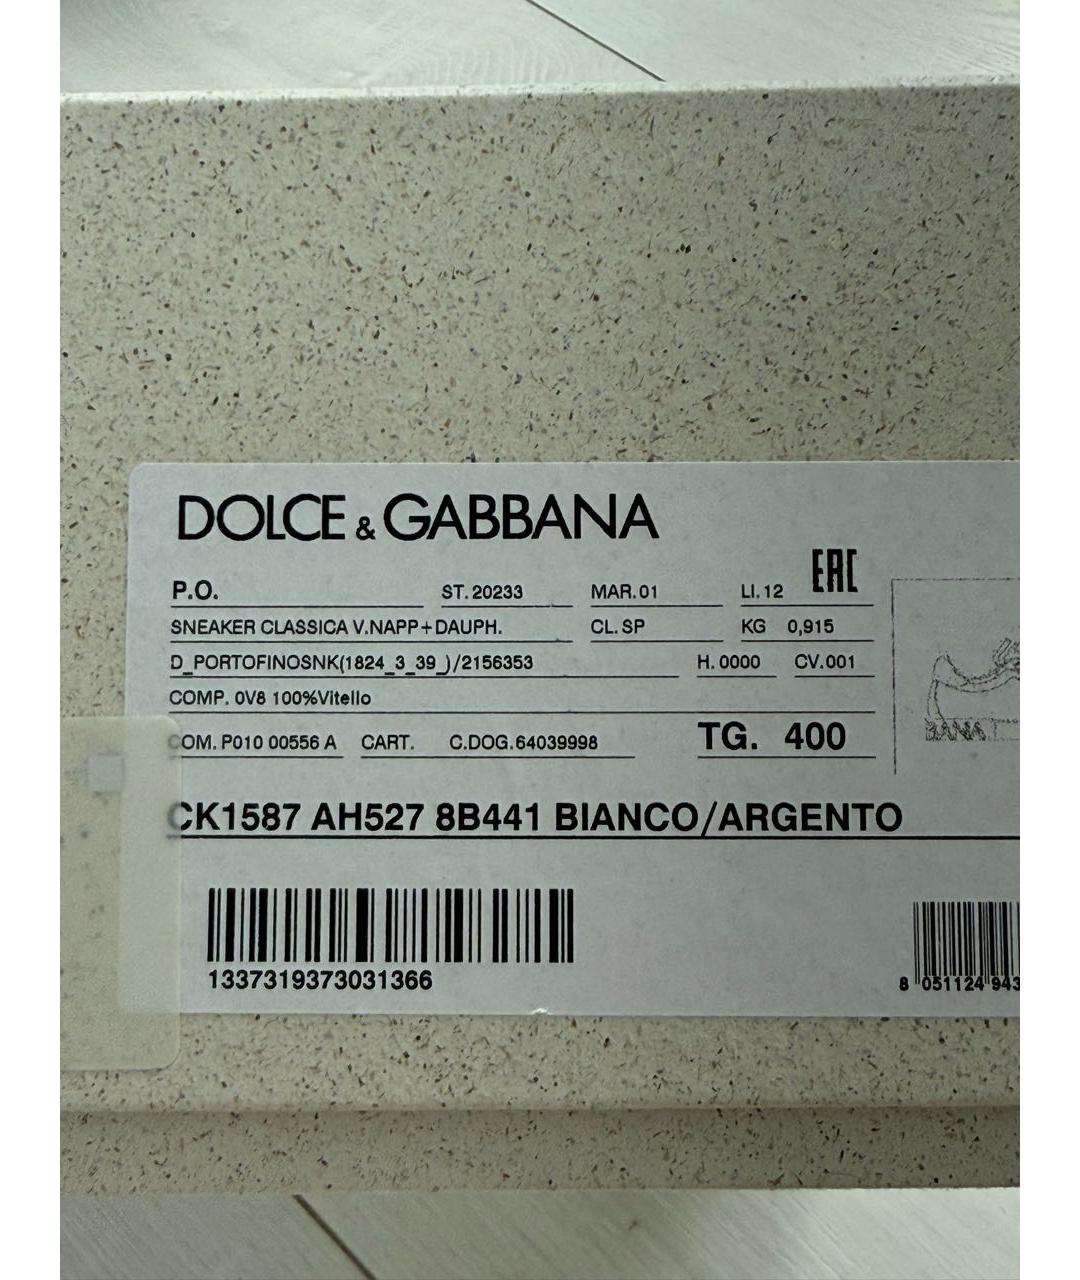 DOLCE & GABBANA
P.O. ST. 20233 MAR. 01 LI. 12 EAC
SNEAKER CLASSICA V.NAPP+DAUPH. CL. SP KG 0,915
D_PORTOFINOSNK(1824_3_39_)/2156353 H. 0000 CV. 001
COMP. 0V8 100%Vitello
COM. P010 00556 A CART. C.DOG.64039998 TG. 400
CK1587 AH527 8B441 BIANCO/ARGENTO
1337319373031366
8 051124 943